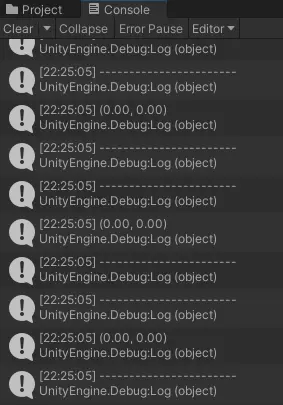 Project Console
Clear Collapse Error Pause Editor
UnityEngine.Debug:Log (object)
[22:25:05] -----------------------
UnityEngine.Debug:Log (object)
[22:25:05] (0.00, 0.00)
UnityEngine.Debug:Log (object)
[22:25:05] -----------------------
UnityEngine.Debug:Log (object)
[22:25:05] -----------------------
UnityEngine.Debug:Log (object)
[22:25:05] (0.00, 0.00)
UnityEngine.Debug:Log (object)
[22:25:05] -----------------------
UnityEngine.Debug:Log (object)
[22:25:05] -----------------------
UnityEngine.Debug:Log (object)
[22:25:05] (0.00, 0.00)
UnityEngine.Debug:Log (object)
[22:25:05] -----------------------
UnityEngine.Debug:Log (object)